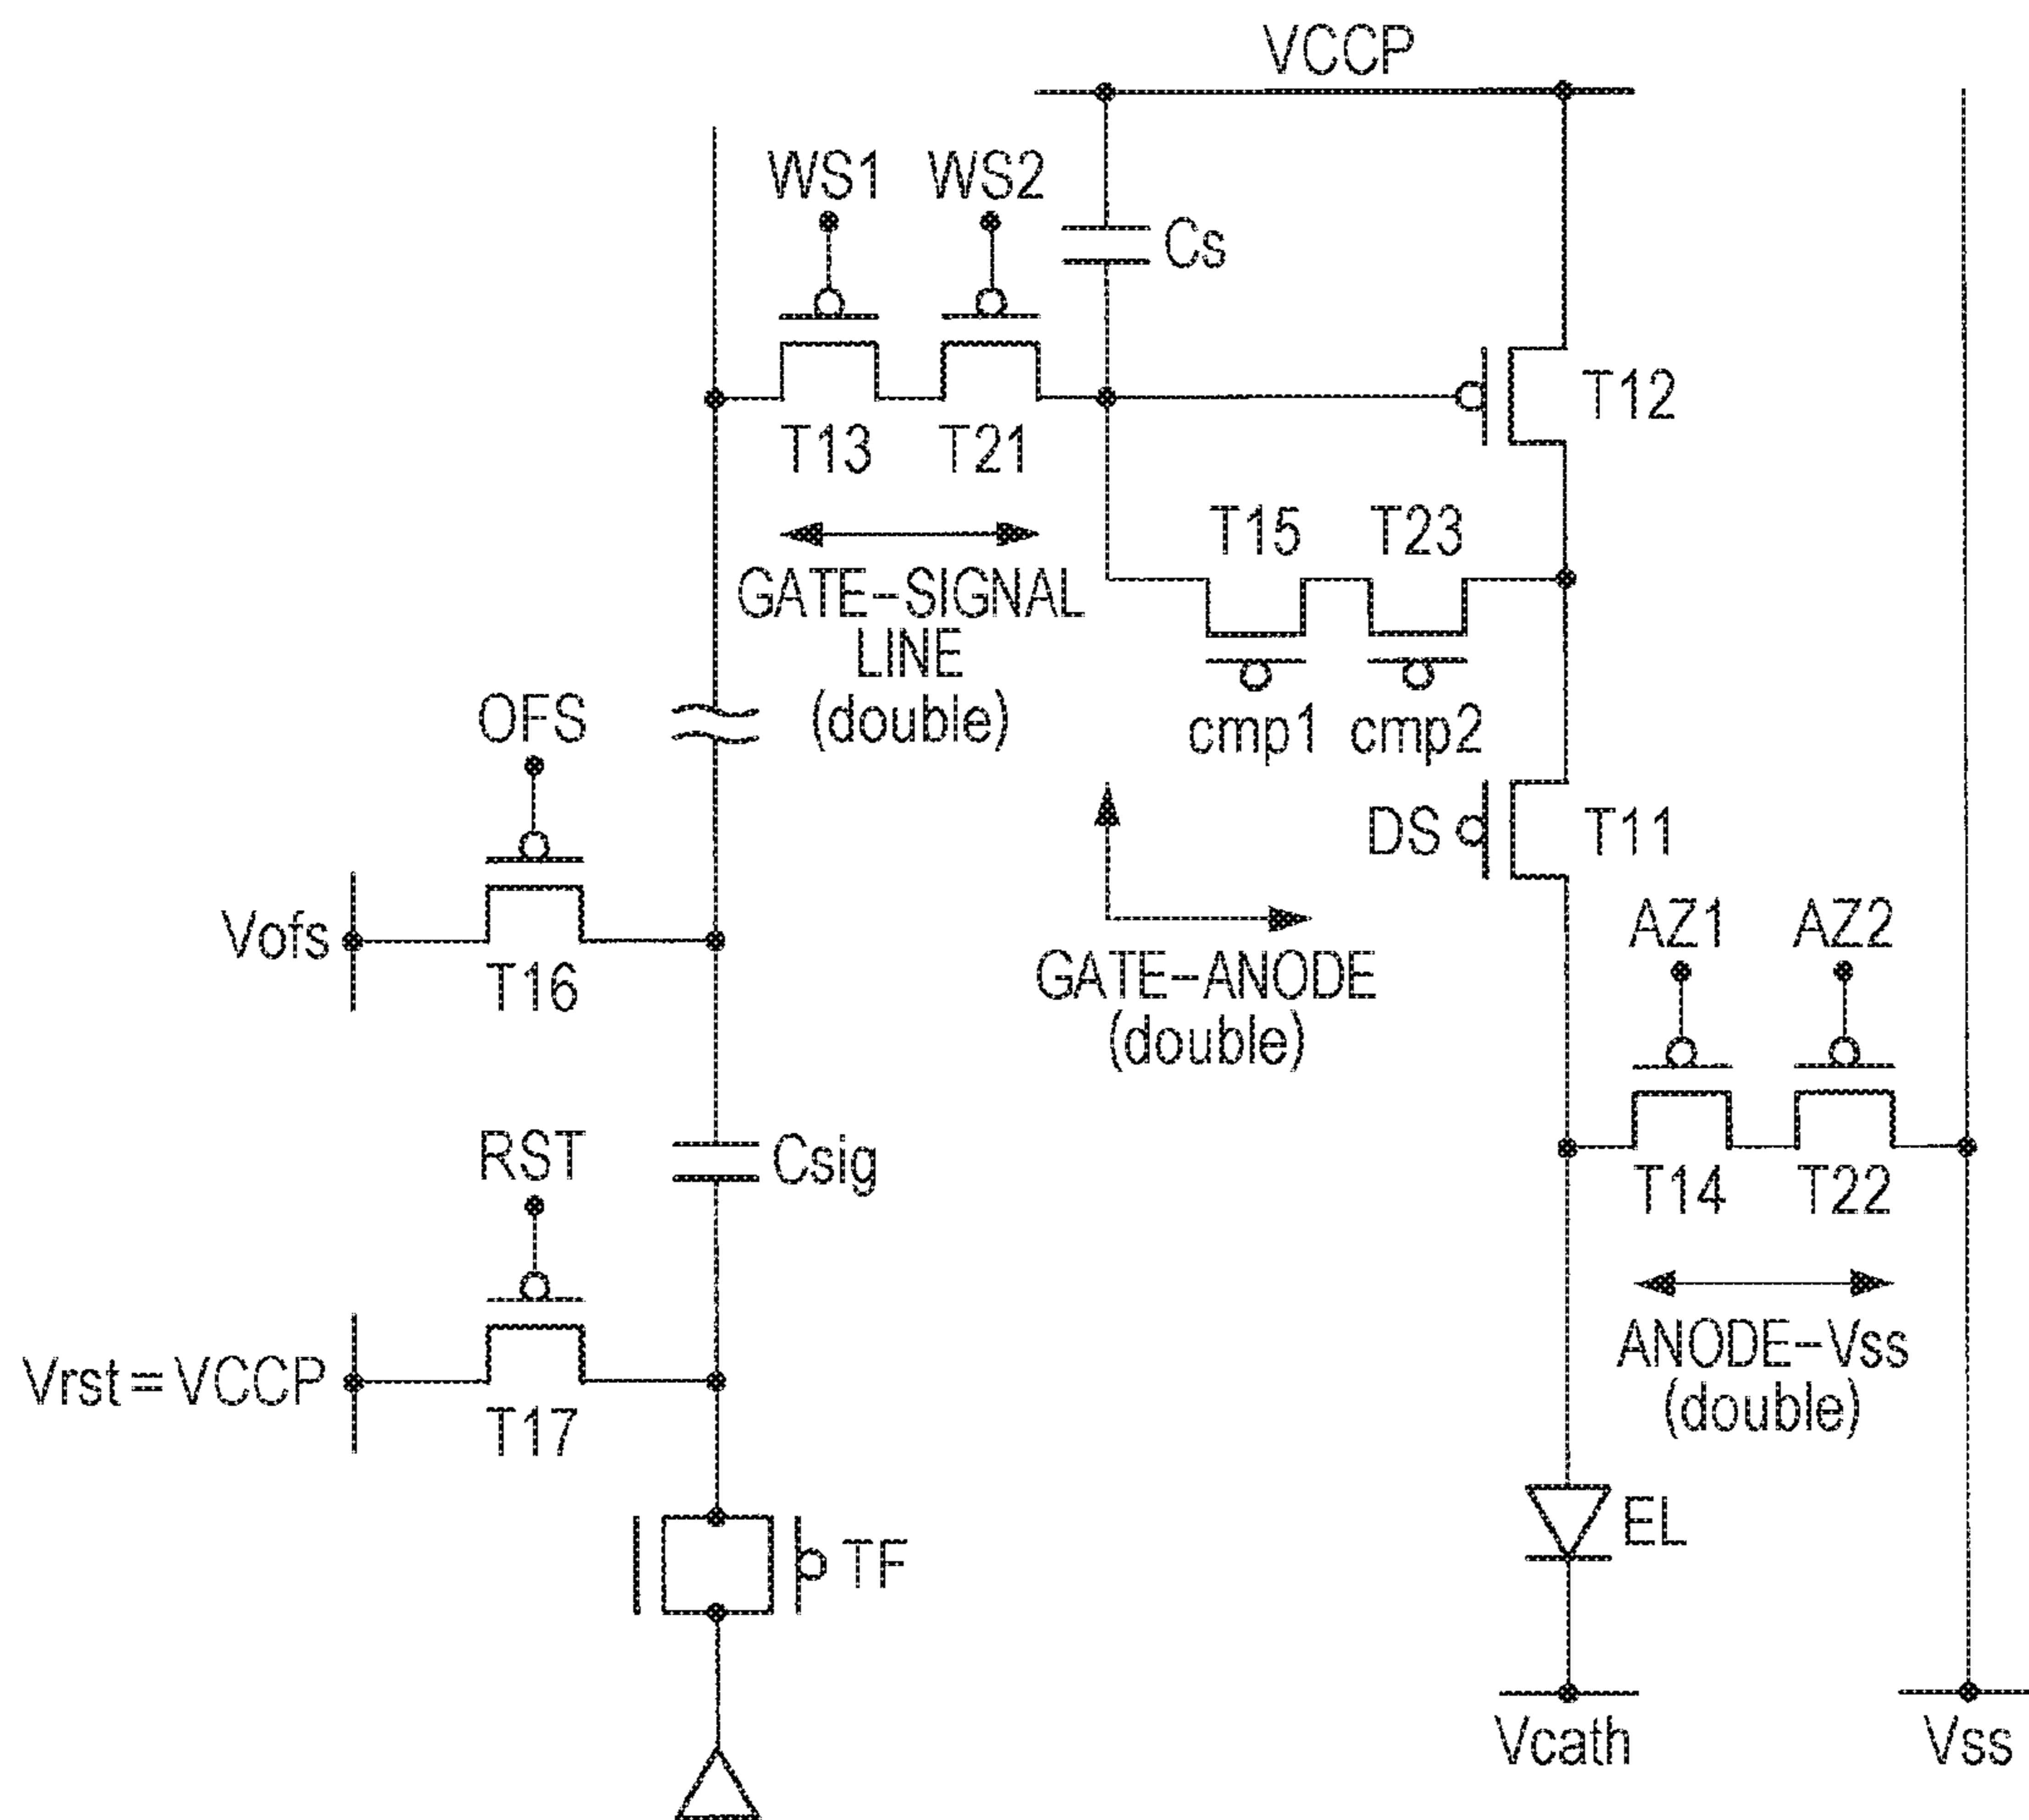 VCCP
WS1 WS2
Cs
T12
T13 T21
T15 T23
GATE-SIGNAL
LINE
(double)
cmp1 cmp2
OFS
DS T11
Vofs
T16
AZ1 AZ2
GATE-ANODE
(double)
RST
Csig
T14 T22
ANODE-Vss
(double)
Vrst=VCCP
T17
EL
TF
Vcath
Vss